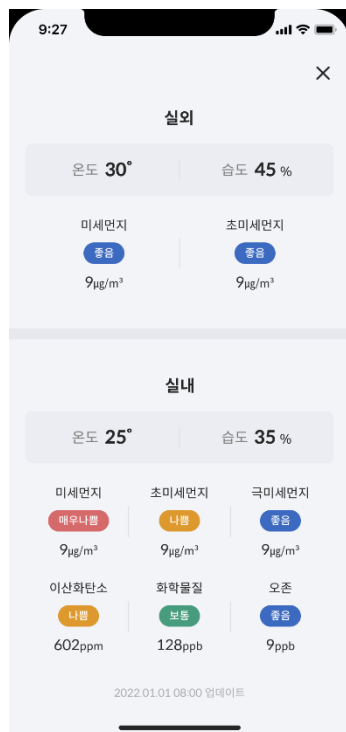 9:27
실외
온도 30° 습도 45 %
미세먼지 초미세먼지
좋음 좋음
9μg/m³ 9μg/m³
실내
온도 25° 습도 35 %
미세먼지 초미세먼지 극미세먼지
매우나쁨 나쁨 좋음
9μg/m³ 9μg/m³ 9μg/m³
이산화탄소 화학물질 오존
나쁨 보통 좋음
602ppm 128ppb 9ppb
2022.01.01 08:00 업데이트